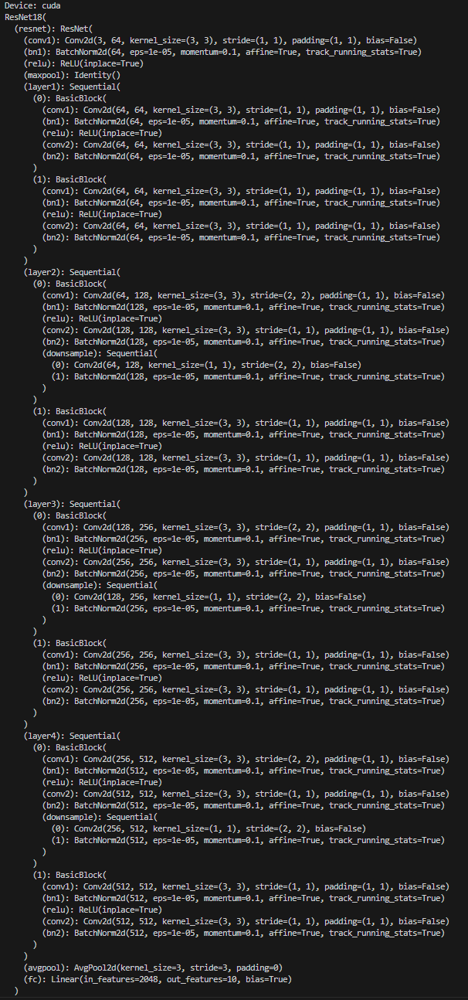 Device: cuda
ResNet18(
  (resnet): ResNet(
    (conv1): Conv2d(3, 64, kernel_size=(3, 3), stride=(1, 1), padding=(1, 1), bias=False)
    (bn1): BatchNorm2d(64, eps=1e-05, momentum=0.1, affine=True, track_running_stats=True)
    (relu): ReLU(inplace=True)
    (maxpool): Identity()
    (layer1): Sequential(
      (0): BasicBlock(
        (conv1): Conv2d(64, 64, kernel_size=(3, 3), stride=(1, 1), padding=(1, 1), bias=False)
        (bn1): BatchNorm2d(64, eps=1e-05, momentum=0.1, affine=True, track_running_stats=True)
        (relu): ReLU(inplace=True)
        (conv2): Conv2d(64, 64, kernel_size=(3, 3), stride=(1, 1), padding=(1, 1), bias=False)
        (bn2): BatchNorm2d(64, eps=1e-05, momentum=0.1, affine=True, track_running_stats=True)
      )
      (1): BasicBlock(
        (conv1): Conv2d(64, 64, kernel_size=(3, 3), stride=(1, 1), padding=(1, 1), bias=False)
        (bn1): BatchNorm2d(64, eps=1e-05, momentum=0.1, affine=True, track_running_stats=True)
        (relu): ReLU(inplace=True)
        (conv2): Conv2d(64, 64, kernel_size=(3, 3), stride=(1, 1), padding=(1, 1), bias=False)
        (bn2): BatchNorm2d(64, eps=1e-05, momentum=0.1, affine=True, track_running_stats=True)
      )
    )
    (layer2): Sequential(
      (0): BasicBlock(
        (conv1): Conv2d(64, 128, kernel_size=(3, 3), stride=(2, 2), padding=(1, 1), bias=False)
        (bn1): BatchNorm2d(128, eps=1e-05, momentum=0.1, affine=True, track_running_stats=True)
        (relu): ReLU(inplace=True)
        (conv2): Conv2d(128, 128, kernel_size=(3, 3), stride=(1, 1), padding=(1, 1), bias=False)
        (bn2): BatchNorm2d(128, eps=1e-05, momentum=0.1, affine=True, track_running_stats=True)
        (downsample): Sequential(
          (0): Conv2d(64, 128, kernel_size=(1, 1), stride=(2, 2), bias=False)
          (1): BatchNorm2d(128, eps=1e-05, momentum=0.1, affine=True, track_running_stats=True)
        )
      )
      (1): BasicBlock(
        (conv1): Conv2d(128, 128, kernel_size=(3, 3), stride=(1, 1), padding=(1, 1), bias=False)
        (bn1): BatchNorm2d(128, eps=1e-05, momentum=0.1, affine=True, track_running_stats=True)
        (relu): ReLU(inplace=True)
        (conv2): Conv2d(128, 128, kernel_size=(3, 3), stride=(1, 1), padding=(1, 1), bias=False)
        (bn2): BatchNorm2d(128, eps=1e-05, momentum=0.1, affine=True, track_running_stats=True)
      )
    )
    (layer3): Sequential(
      (0): BasicBlock(
        (conv1): Conv2d(128, 256, kernel_size=(3, 3), stride=(2, 2), padding=(1, 1), bias=False)
        (bn1): BatchNorm2d(256, eps=1e-05, momentum=0.1, affine=True, track_running_stats=True)
        (relu): ReLU(inplace=True)
        (conv2): Conv2d(256, 256, kernel_size=(3, 3), stride=(1, 1), padding=(1, 1), bias=False)
        (bn2): BatchNorm2d(256, eps=1e-05, momentum=0.1, affine=True, track_running_stats=True)
        (downsample): Sequential(
          (0): Conv2d(128, 256, kernel_size=(1, 1), stride=(2, 2), bias=False)
          (1): BatchNorm2d(256, eps=1e-05, momentum=0.1, affine=True, track_running_stats=True)
        )
      )
      (1): BasicBlock(
        (conv1): Conv2d(256, 256, kernel_size=(3, 3), stride=(1, 1), padding=(1, 1), bias=False)
        (bn1): BatchNorm2d(256, eps=1e-05, momentum=0.1, affine=True, track_running_stats=True)
        (relu): ReLU(inplace=True)
        (conv2): Conv2d(256, 256, kernel_size=(3, 3), stride=(1, 1), padding=(1, 1), bias=False)
        (bn2): BatchNorm2d(256, eps=1e-05, momentum=0.1, affine=True, track_running_stats=True)
      )
    )
    (layer4): Sequential(
      (0): BasicBlock(
        (conv1): Conv2d(256, 512, kernel_size=(3, 3), stride=(2, 2), padding=(1, 1), bias=False)
        (bn1): BatchNorm2d(512, eps=1e-05, momentum=0.1, affine=True, track_running_stats=True)
        (relu): ReLU(inplace=True)
        (conv2): Conv2d(512, 512, kernel_size=(3, 3), stride=(1, 1), padding=(1, 1), bias=False)
        (bn2): BatchNorm2d(512, eps=1e-05, momentum=0.1, affine=True, track_running_stats=True)
        (downsample): Sequential(
          (0): Conv2d(256, 512, kernel_size=(1, 1), stride=(2, 2), bias=False)
          (1): BatchNorm2d(512, eps=1e-05, momentum=0.1, affine=True, track_running_stats=True)
        )
      )
      (1): BasicBlock(
        (conv1): Conv2d(512, 512, kernel_size=(3, 3), stride=(1, 1), padding=(1, 1), bias=False)
        (bn1): BatchNorm2d(512, eps=1e-05, momentum=0.1, affine=True, track_running_stats=True)
        (relu): ReLU(inplace=True)
        (conv2): Conv2d(512, 512, kernel_size=(3, 3), stride=(1, 1), padding=(1, 1), bias=False)
        (bn2): BatchNorm2d(512, eps=1e-05, momentum=0.1, affine=True, track_running_stats=True)
      )
    )
    (avgpool): AvgPool2d(kernel_size=3, stride=3, padding=0)
    (fc): Linear(in_features=2048, out_features=10, bias=True)
  )